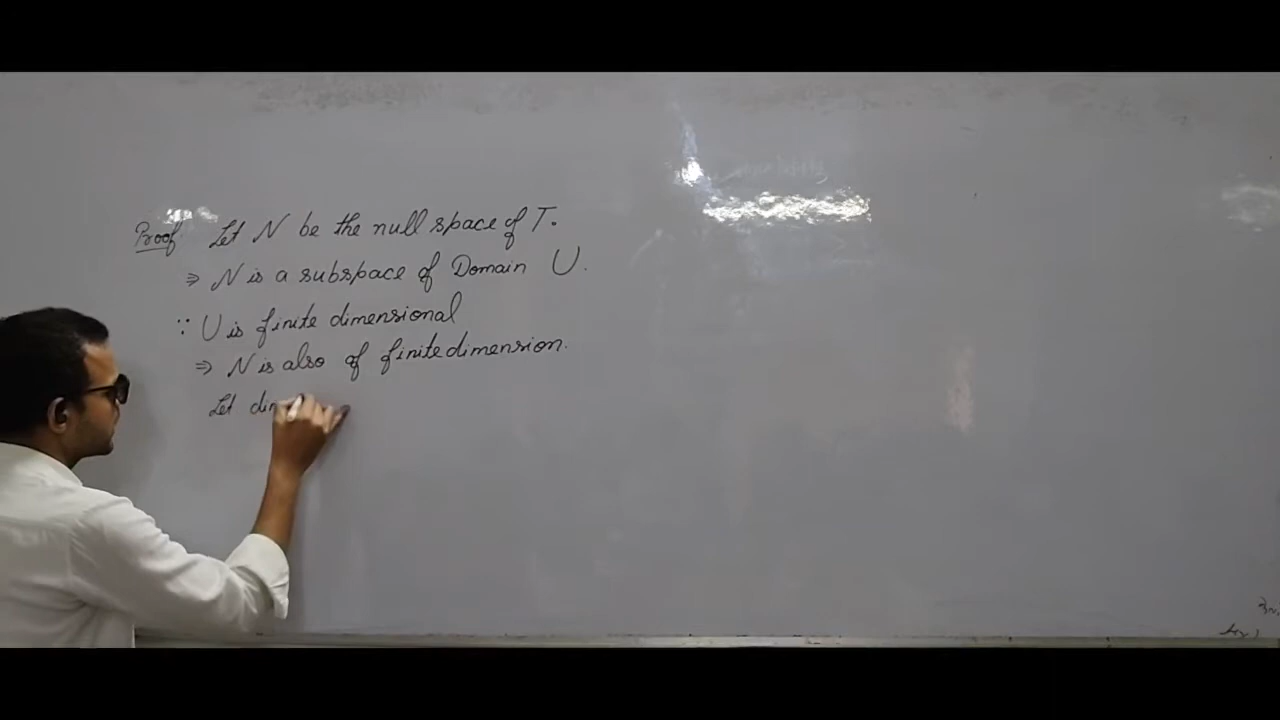 Proof Let N be the null space of T.
⇒ N is a subspace of Domain U.
∵ U is finite dimensional
⇒ N is also of finite dimension.
Let dim